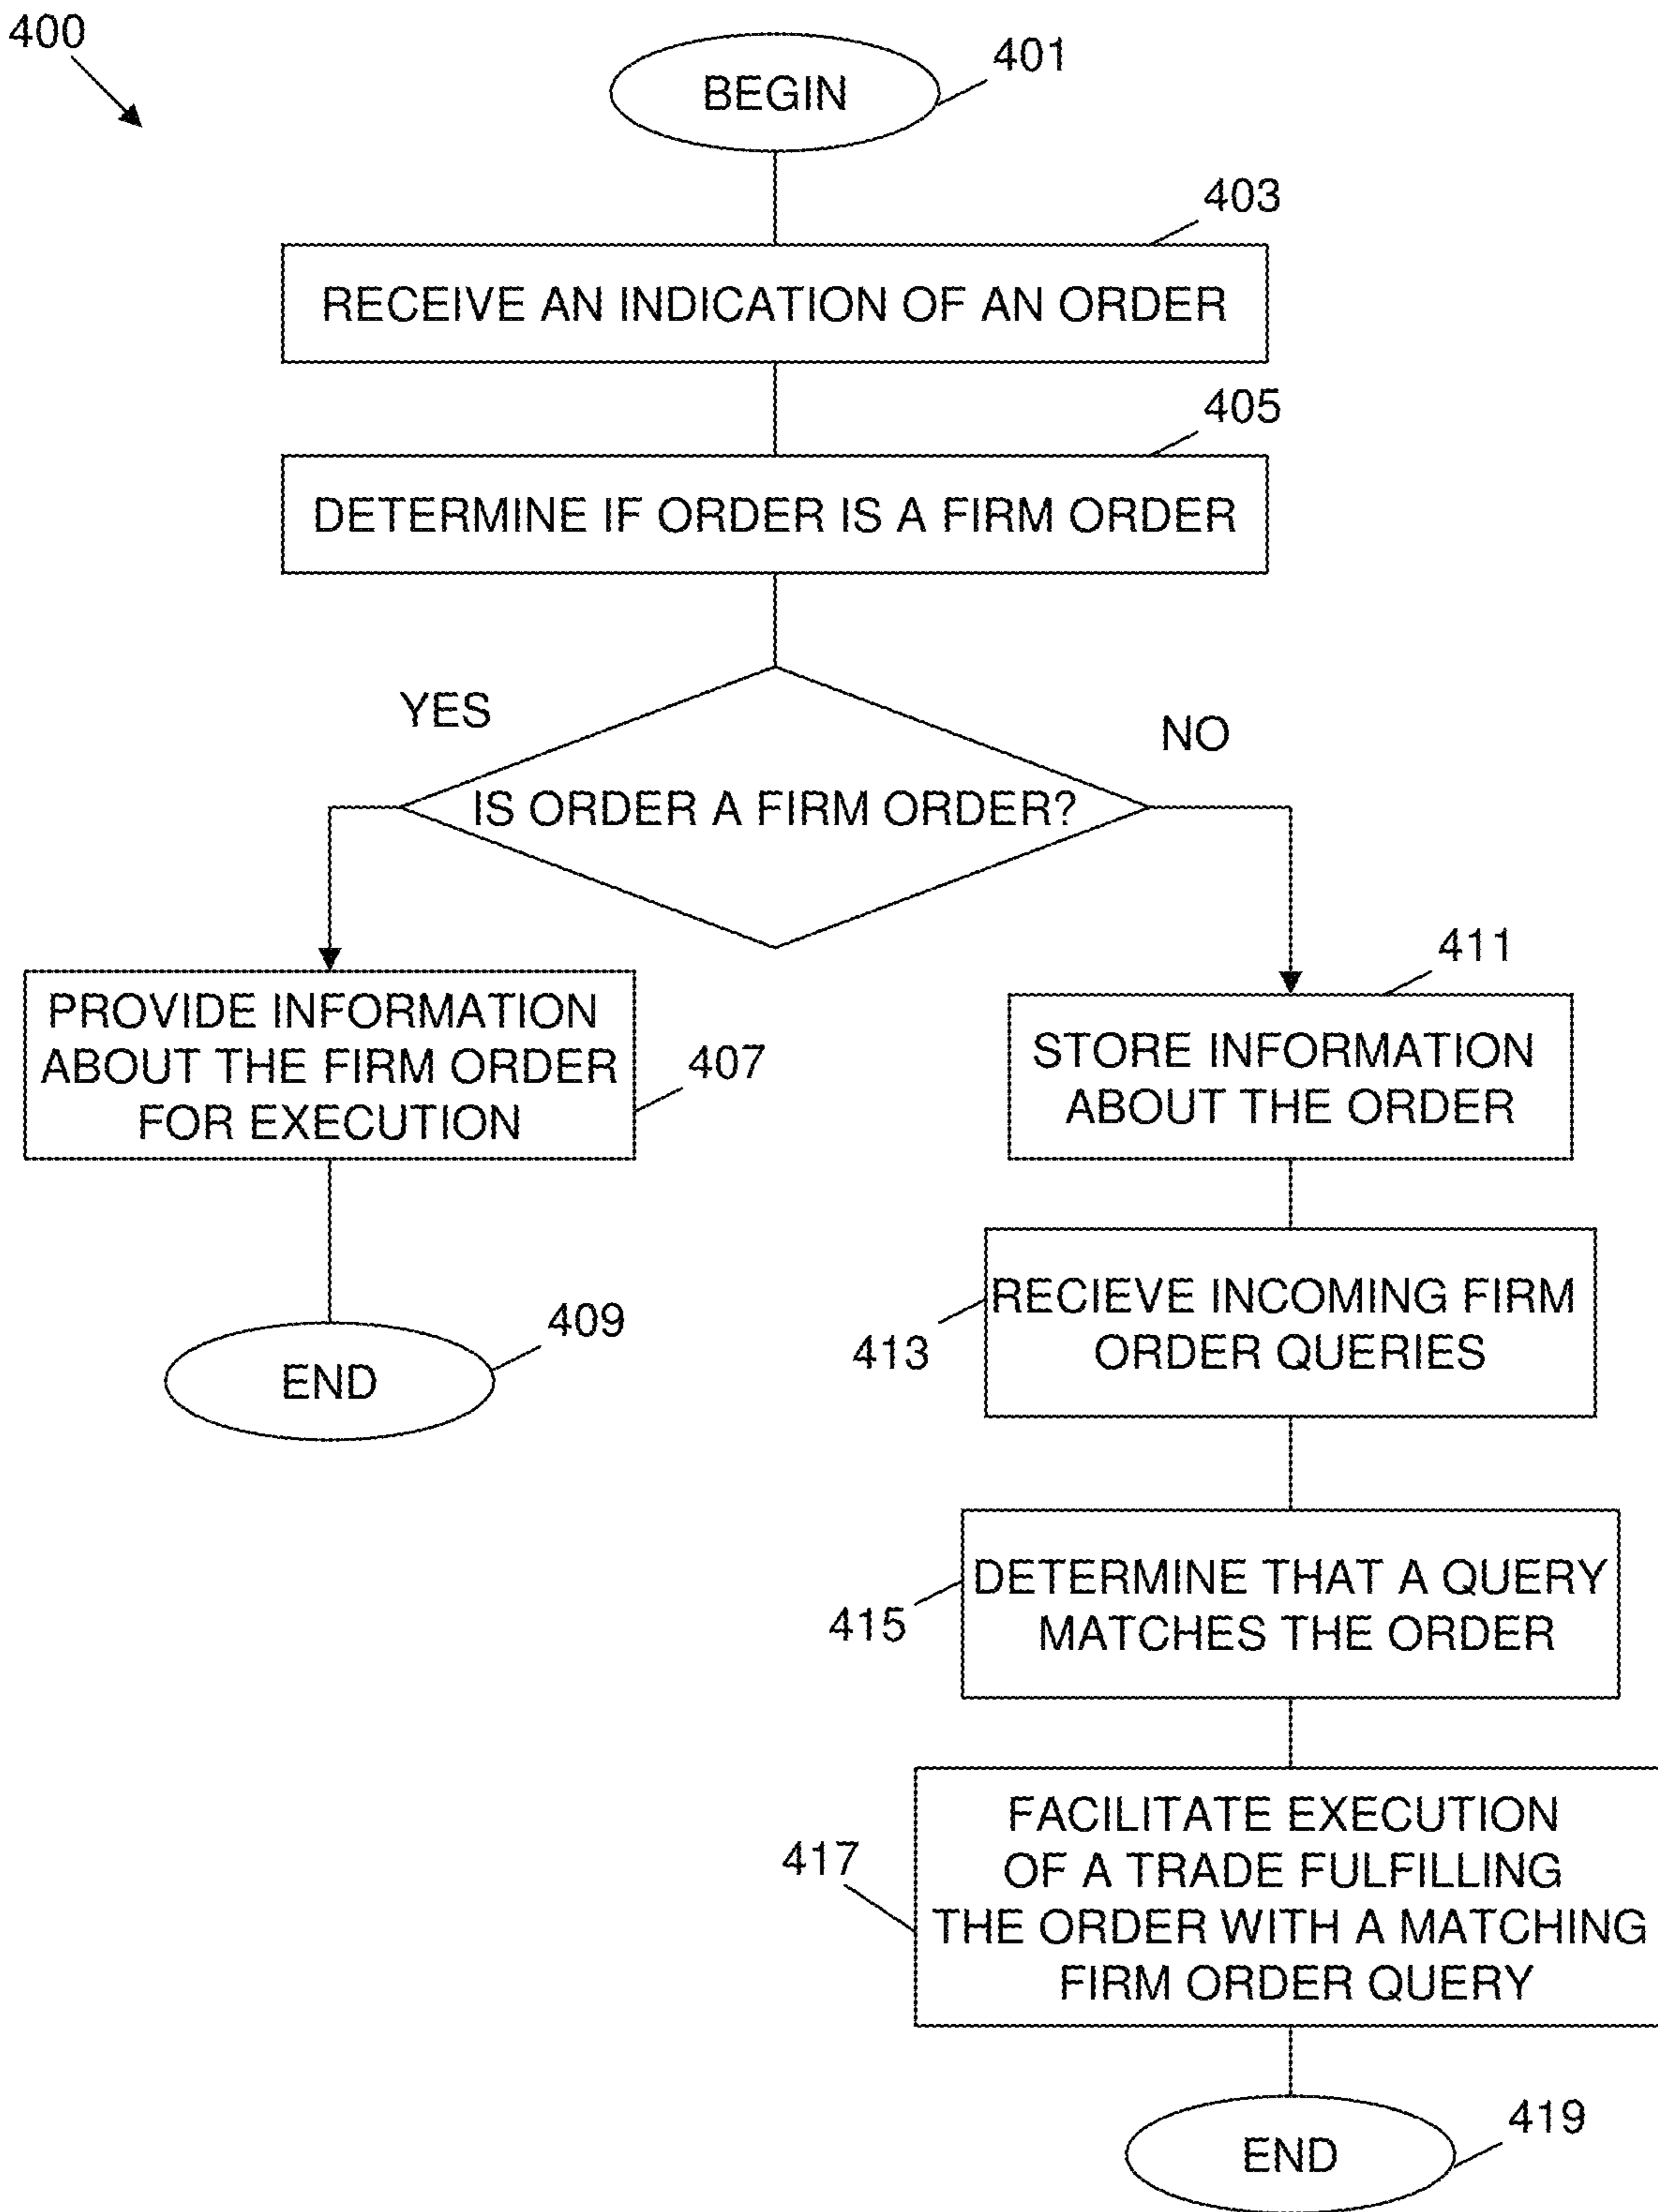 400
BEGIN
401
403
RECEIVE AN INDICATION OF AN ORDER
405
DETERMINE IF ORDER IS A FIRM ORDER
YES
NO
IS ORDER A FIRM ORDER?
PROVIDE INFORMATION
ABOUT THE FIRM ORDER
FOR EXECUTION
407
END
409
411
STORE INFORMATION
ABOUT THE ORDER
RECIEVE INCOMING FIRM
ORDER QUERIES
413
DETERMINE THAT A QUERY
MATCHES THE ORDER
415
FACILITATE EXECUTION
OF A TRADE FULFILLING
THE ORDER WITH A MATCHING
FIRM ORDER QUERY
417
END
419